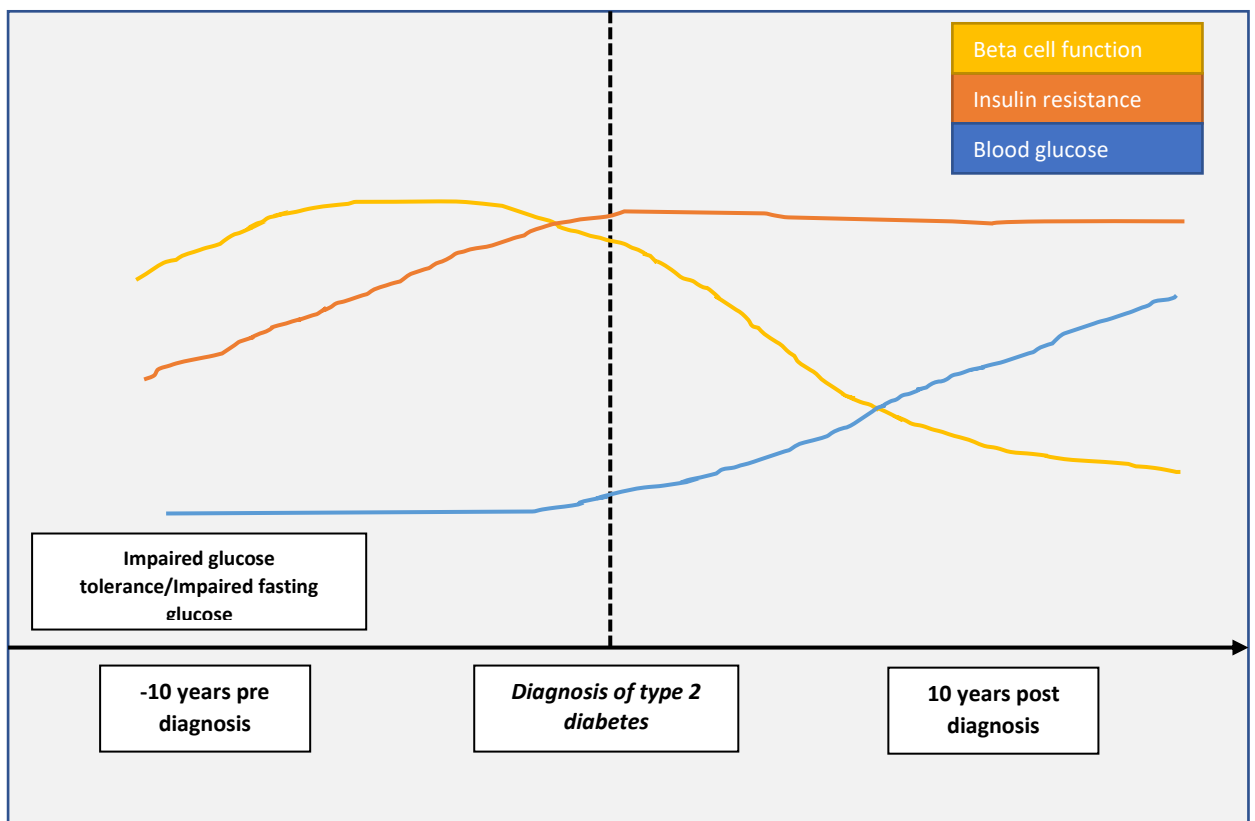 Beta cell function
Insulin resistance
Blood glucose
Impaired glucose
tolerance/Impaired fasting
glucose
-10 years pre
diagnosis
Diagnosis of type 2
diabetes
10 years post
diagnosis